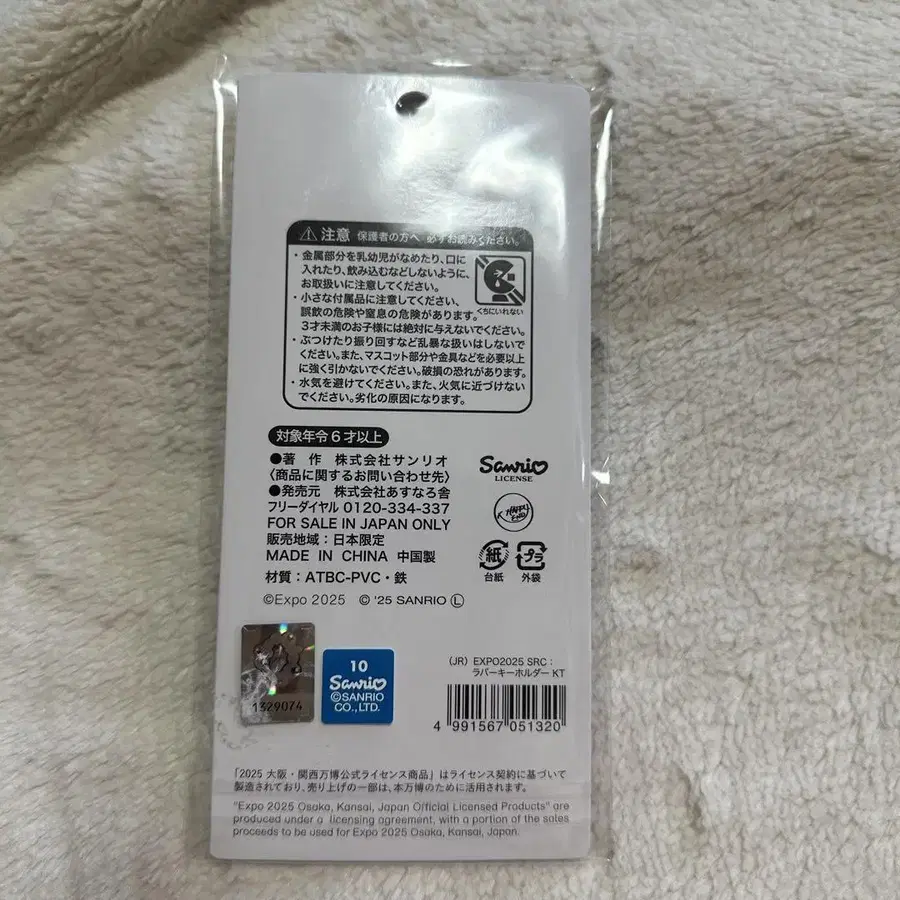 ⚠注意 保護者の方へ 必ずお読みください。
・金属部分を乳幼児がなめたり、口に
入れたり、飲み込むなどしないように、
お取扱いに注意してください。
くちにいれない
・小さな付属品に注意してください、
誤飲の危険や窒息の危険があります。
3才未満のお子様には絶対に与えないでください。
・ぶつけたり振り回すなど乱暴な扱いはしないで
ください。また、マスコット部分や金具などを必要以上
に強く引かないでください。破損の恐れがあります。
・水気を避けてください。また、火気に近づけない
でください。劣化の原因になります。
対象年令6才以上
●著 作 株式会社サンリオ
〈商品に関するお問い合わせ先〉
●発売元 株式会社あすなろ舎
フリーダイヤル 0120-334-337
FOR SALE IN JAPAN ONLY
販売地域:日本限定
MADE IN CHINA 中国製
材質:ATBC-PVC・鉄
©Expo 2025 © '25 SANRIO Ⓛ
Sanrio
LICENSE
紙
台紙
プラ
外袋
1329074
10
Sanrio
©SANRIO
CO.,LTD.
(JR) EXPO2025 SRC:
ラバーキーホルダー KT
4 991567 051320
「2025 大阪・関西万博公式ライセンス商品」はライセンス契約に基づいて
製造されており、売り上げの一部は、本万博のために活用されます。
"Expo 2025 Osaka, Kansai, Japan Official Licensed Products" are
produced under a licensing agreement, with a portion of the sales
proceeds to be used for Expo 2025 Osaka, Kansai, Japan.